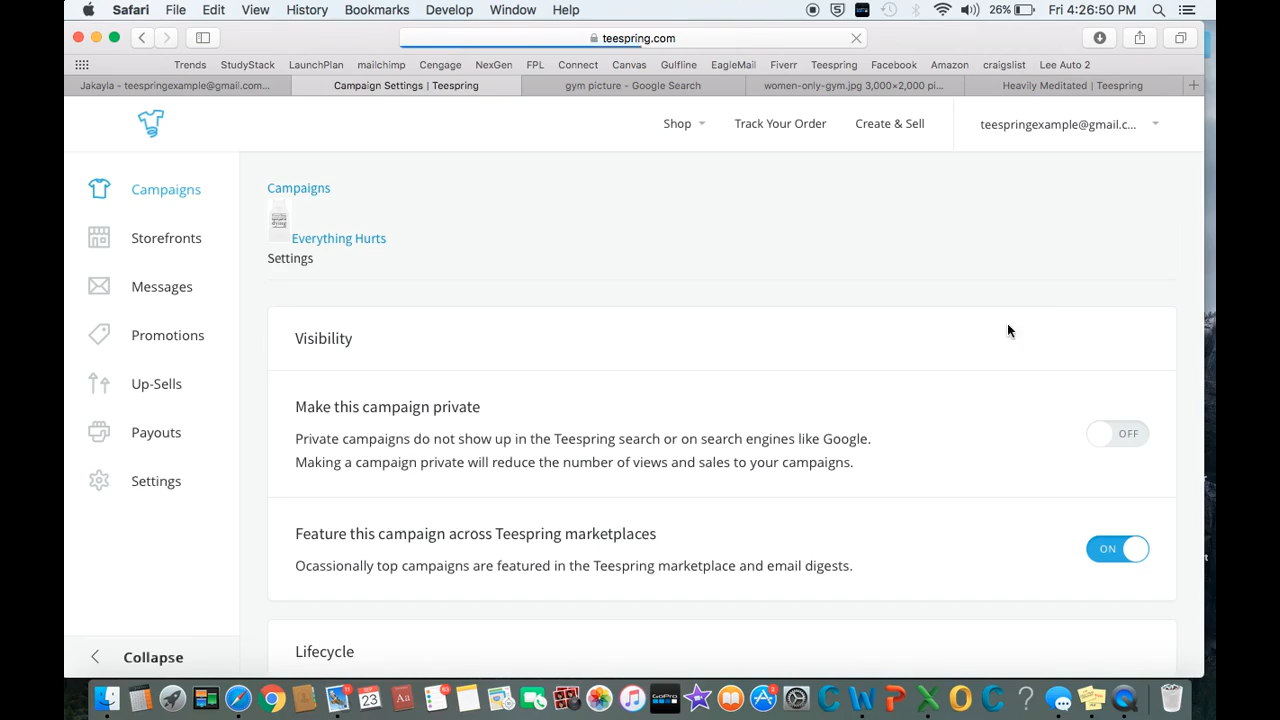 Safari File Edit View History Bookmarks Develop Window Help 26% Fri 4:26:50 PM
teespring.com
Trends StudyStack LaunchPlan mailchimp Cengage NexGen FPL Connect Canvas Gulfline EagleMail Fiverr Teespring Facebook Amazon craigslist Lee Auto 2
Jakayla - teespringexample@gmail.com... Campaign Settings | Teespring gym picture - Google Search women-only-gym.jpg 3,000×2,000 pi... Heavily Meditated | Teespring
Shop Track Your Order Create & Sell teespringexample@gmail.c...
Campaigns
Storefronts
Messages
Promotions
Up-Sells
Payouts
Settings
Collapse
Campaigns
Everything Hurts
Settings
Visibility
Make this campaign private
Private campaigns do not show up in the Teespring search or on search engines like Google.
Making a campaign private will reduce the number of views and sales to your campaigns.
OFF
Feature this campaign across Teespring marketplaces
Ocassionally top campaigns are featured in the Teespring marketplace and email digests.
ON
Lifecycle